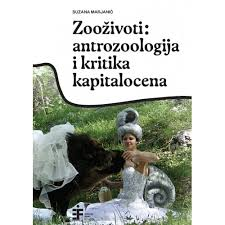 SUZANA MARJANIĆ
Zooživoti:
antrozoologija
i kritika
kapitalocena